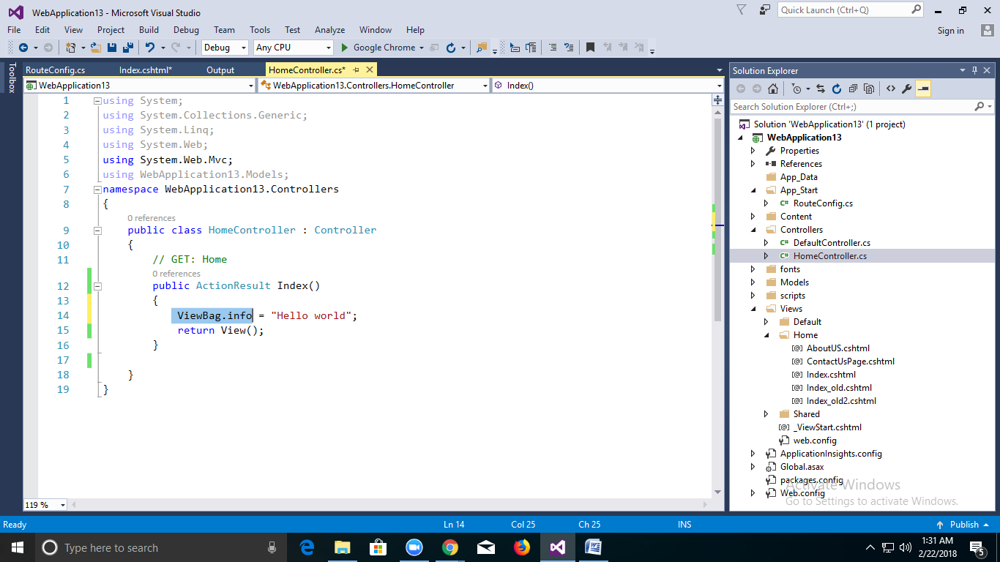 WebApplication13 - Microsoft Visual Studio
Quick Launch (Ctrl+Q)
File Edit View Project Build Debug Team Tools Test Analyze Window Help
Sign in
Debug Any CPU Google Chrome
Toolbox
RouteConfig.cs Index.cshtml* Output HomeController.cs*
WebApplication13 WebApplication13.Controllers.HomeController Index()
1 using System;
2 using System.Collections.Generic;
3 using System.Linq;
4 using System.Web;
5 using System.Web.Mvc;
6 using WebApplication13.Models;
7 namespace WebApplication13.Controllers
8 {
0 references
9 public class HomeController : Controller
10 {
11 // GET: Home
0 references
12 public ActionResult Index()
13 {
14 ViewBag.info = "Hello world";
15 return View();
16 }
17
18 }
19 }
119 %
Solution Explorer
Search Solution Explorer (Ctrl+;)
Solution 'WebApplication13' (1 project)
WebApplication13
Properties
References
App_Data
App_Start
C# RouteConfig.cs
Content
Controllers
C# DefaultController.cs
C# HomeController.cs
fonts
Models
scripts
Views
Default
Home
[@] AboutUS.cshtml
[@] ContactUsPage.cshtml
[@] Index.cshtml
[@] Index_old.cshtml
[@] Index_old2.cshtml
Shared
[@] _ViewStart.cshtml
web.config
ApplicationInsights.config
Global.asax
packages.config
Web.config
Activate Windows
Go to Settings to activate Windows.
Ready Ln 14 Col 25 Ch 25 INS Publish
Type here to search
1:31 AM
2/22/2018
5